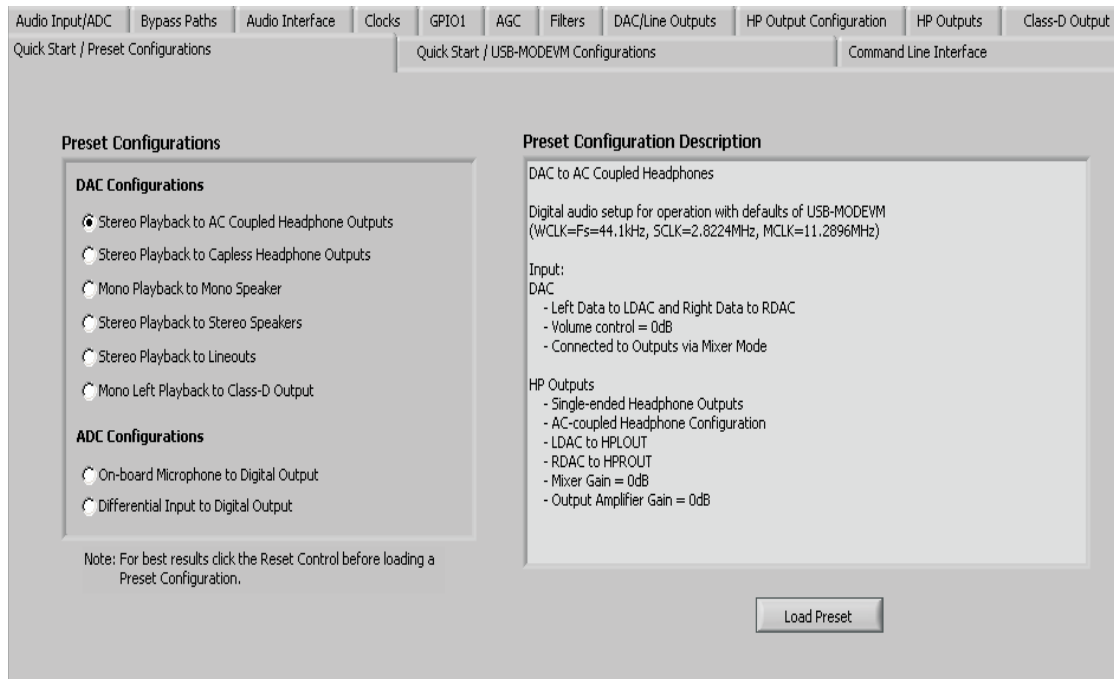 Audio Input/ADC
Bypass Paths
Audio Interface
Clocks
GPIO1
AGC
Filters
DAC/Line Outputs
HP Output Configuration
HP Outputs
Class-D Output
Quick Start / Preset Configurations
Quick Start / USB-MODEVM Configurations
Command Line Interface
Preset Configurations
DAC Configurations
Stereo Playback to AC Coupled Headphone Outputs
Stereo Playback to Capless Headphone Outputs
Mono Playback to Mono Speaker
Stereo Playback to Stereo Speakers
Stereo Playback to Lineouts
Mono Left Playback to Class-D Output
ADC Configurations
On-board Microphone to Digital Output
Differential Input to Digital Output
Note: For best results click the Reset Control before loading a
Preset Configuration.
Preset Configuration Description
DAC to AC Coupled Headphones
Digital audio setup for operation with defaults of USB-MODEVM
(WCLK=Fs=44.1kHz, SCLK=2.8224MHz, MCLK=11.2896MHz)
Input:
DAC
- Left Data to LDAC and Right Data to RDAC
- Volume control = 0dB
- Connected to Outputs via Mixer Mode
HP Outputs
- Single-ended Headphone Outputs
- AC-coupled Headphone Configuration
- LDAC to HPLOUT
- RDAC to HPROUT
- Mixer Gain = 0dB
- Output Amplifier Gain = 0dB
Load Preset